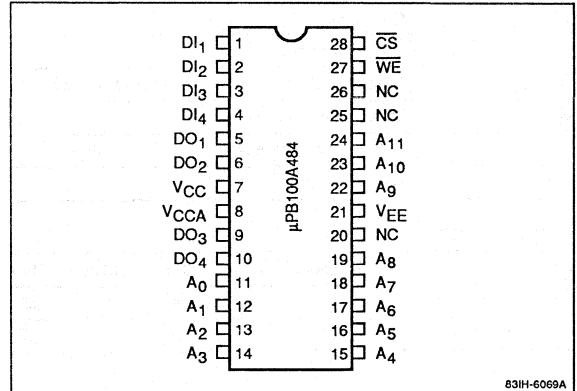 DI1 1 28 CS
DI2 2 27 WE
DI3 3 26 NC
DI4 4 25 NC
DO1 5 24 A11
DO2 6 23 A10
VCC 7 22 A9
VCCA 8 21 VEE
DO3 9 20 NC
DO4 10 19 A8
A0 11 18 A7
A1 12 17 A6
A2 13 16 A5
A3 14 15 A4
μPB100A484
83IH-6069A